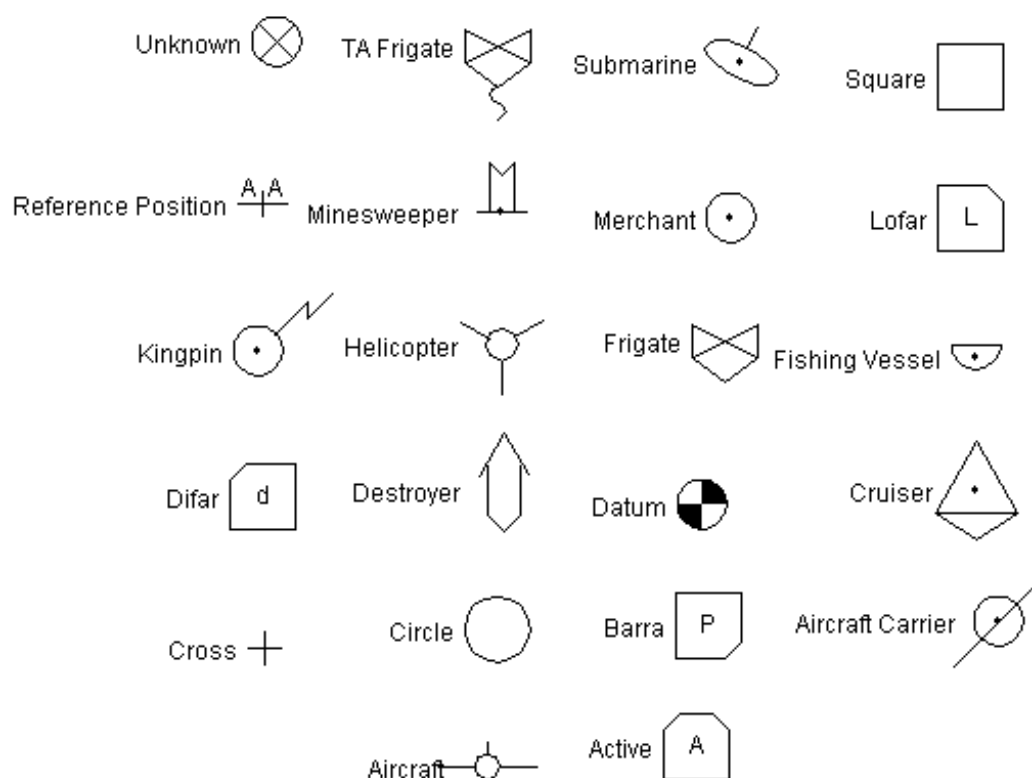 Unknown
TA Frigate
Submarine
Square
Reference Position A A
Minesweeper
Merchant
Lofar L
Kingpin
Helicopter
Frigate
Fishing Vessel
Difar d
Destroyer
Datum
Cruiser
Cross
Circle
Barra P
Aircraft Carrier
Aircraft
Active A